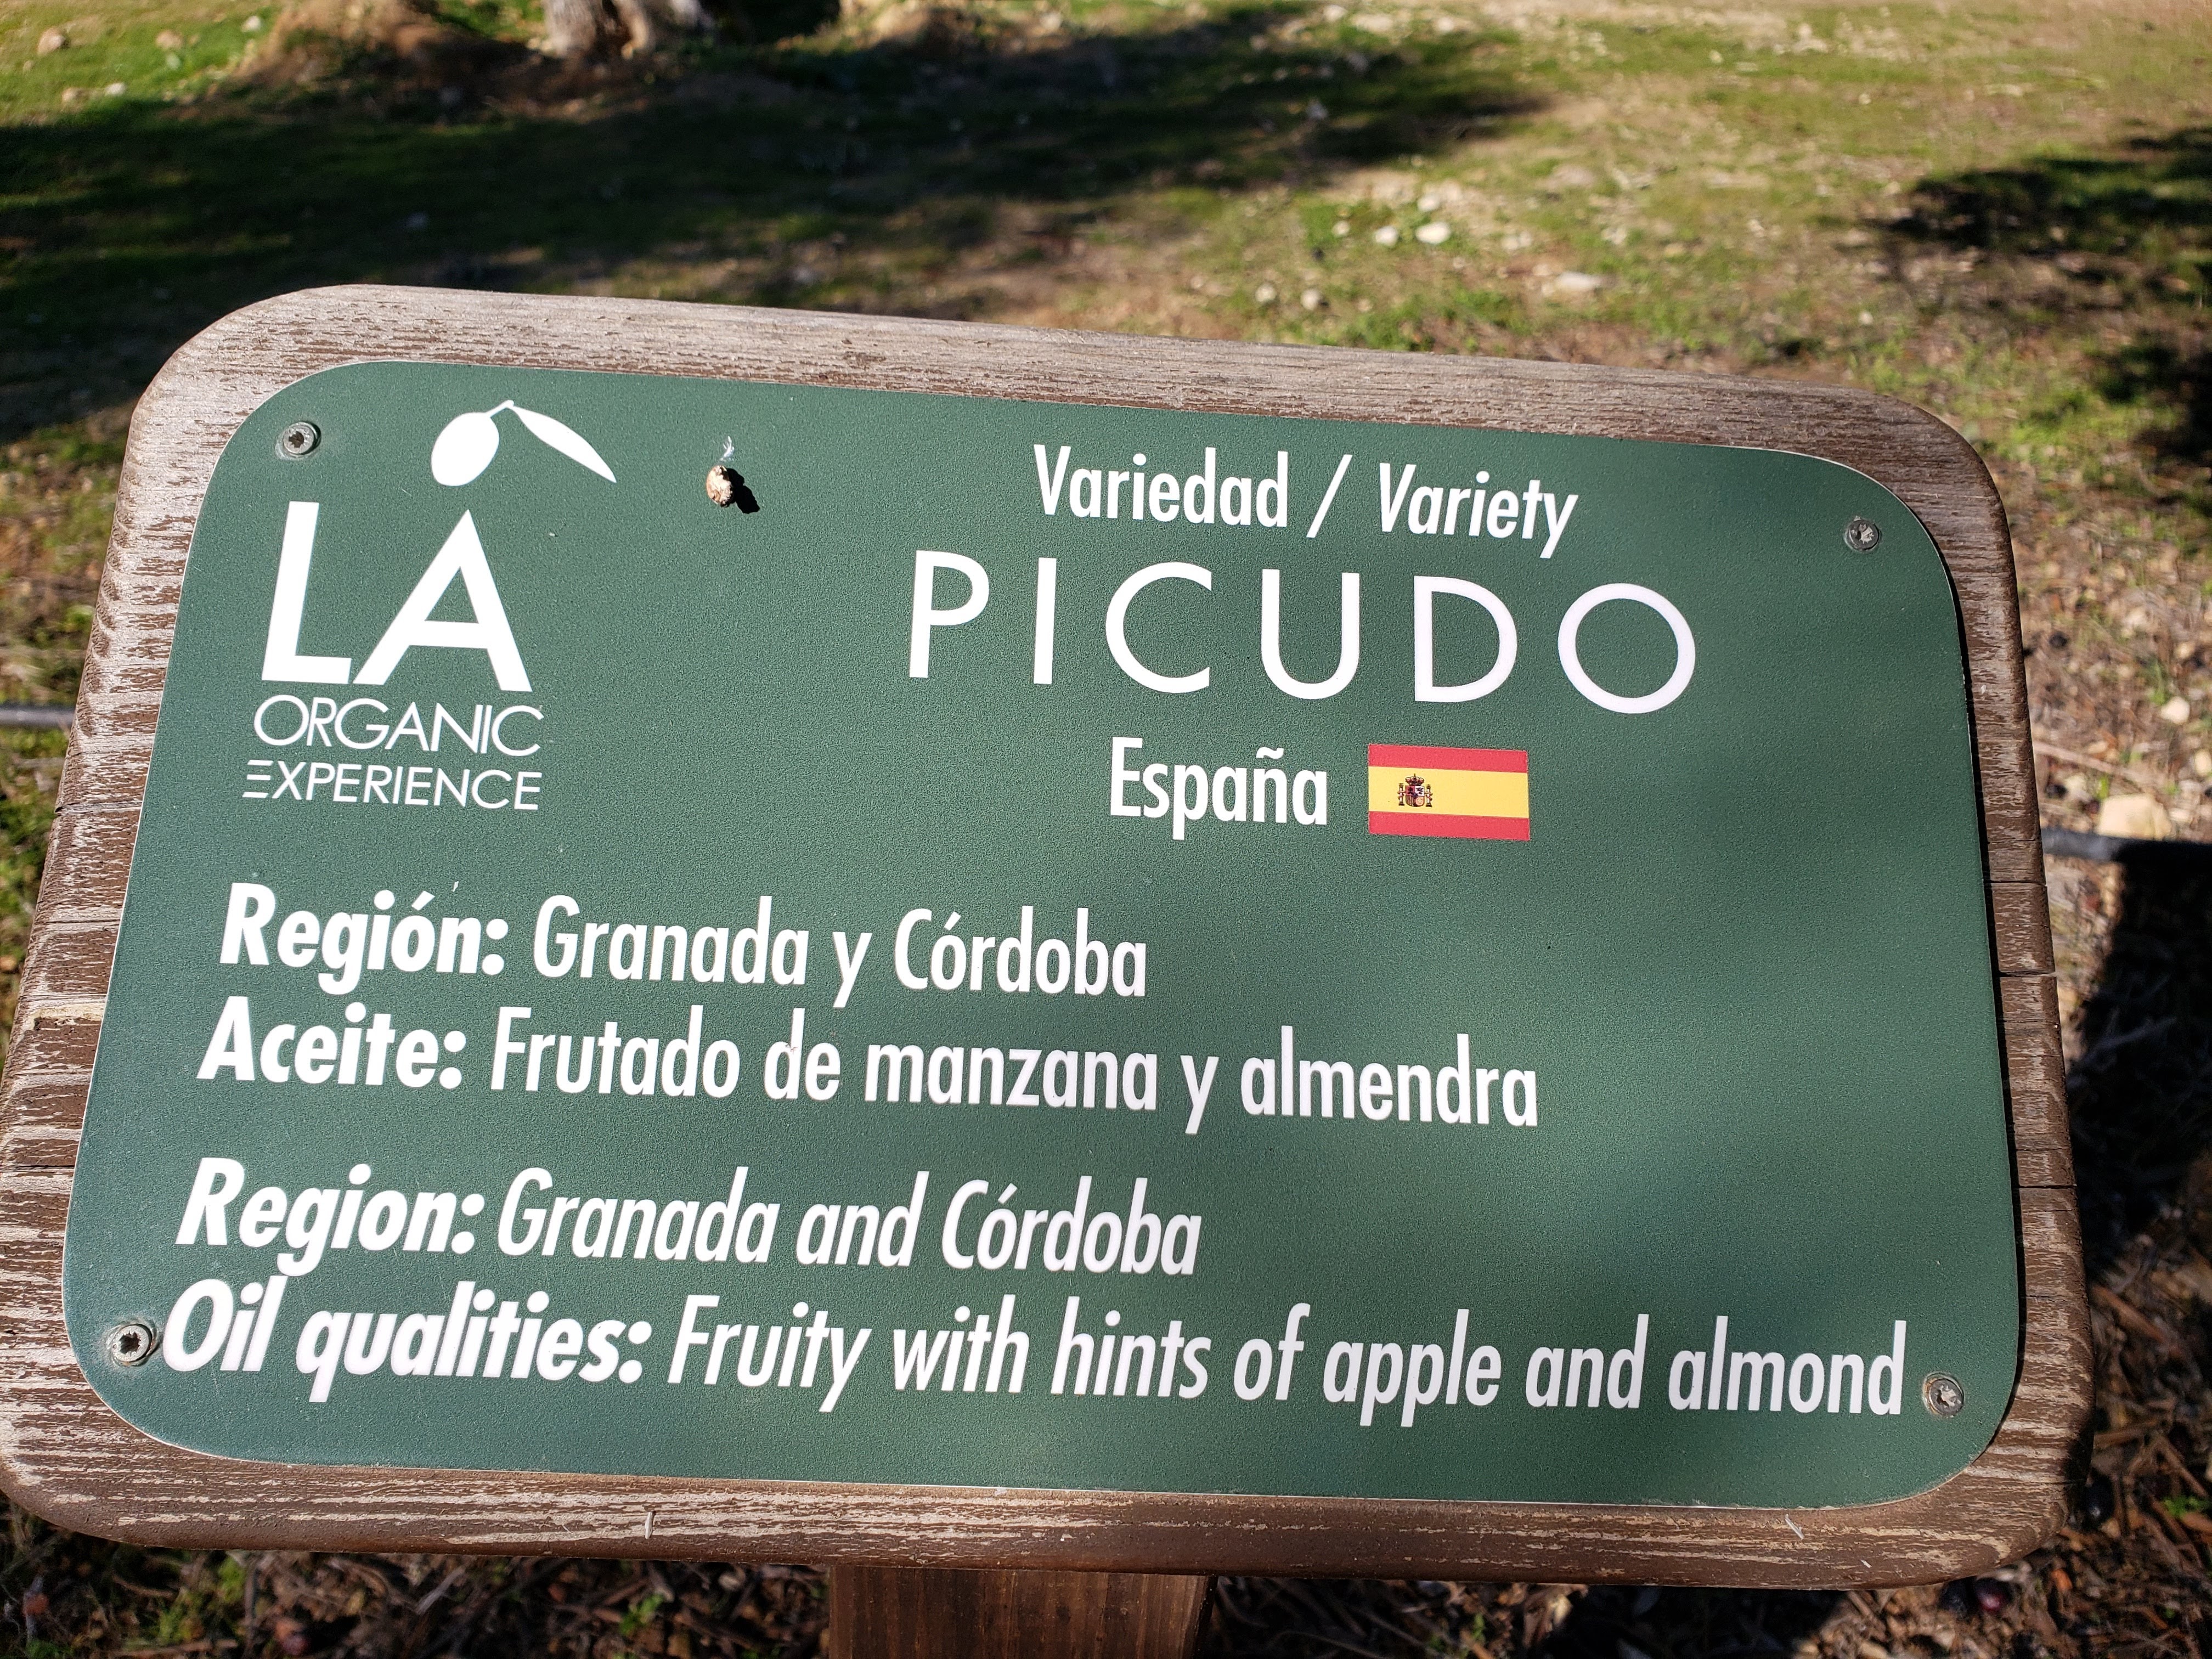 LA
ORGANIC
EXPERIENCE
Variedad / Variety
PICUDO
España
Región: Granada y Córdoba
Aceite: Frutado de manzana y almendra
Region: Granada and Córdoba
Oil qualities: Fruity with hints of apple and almond